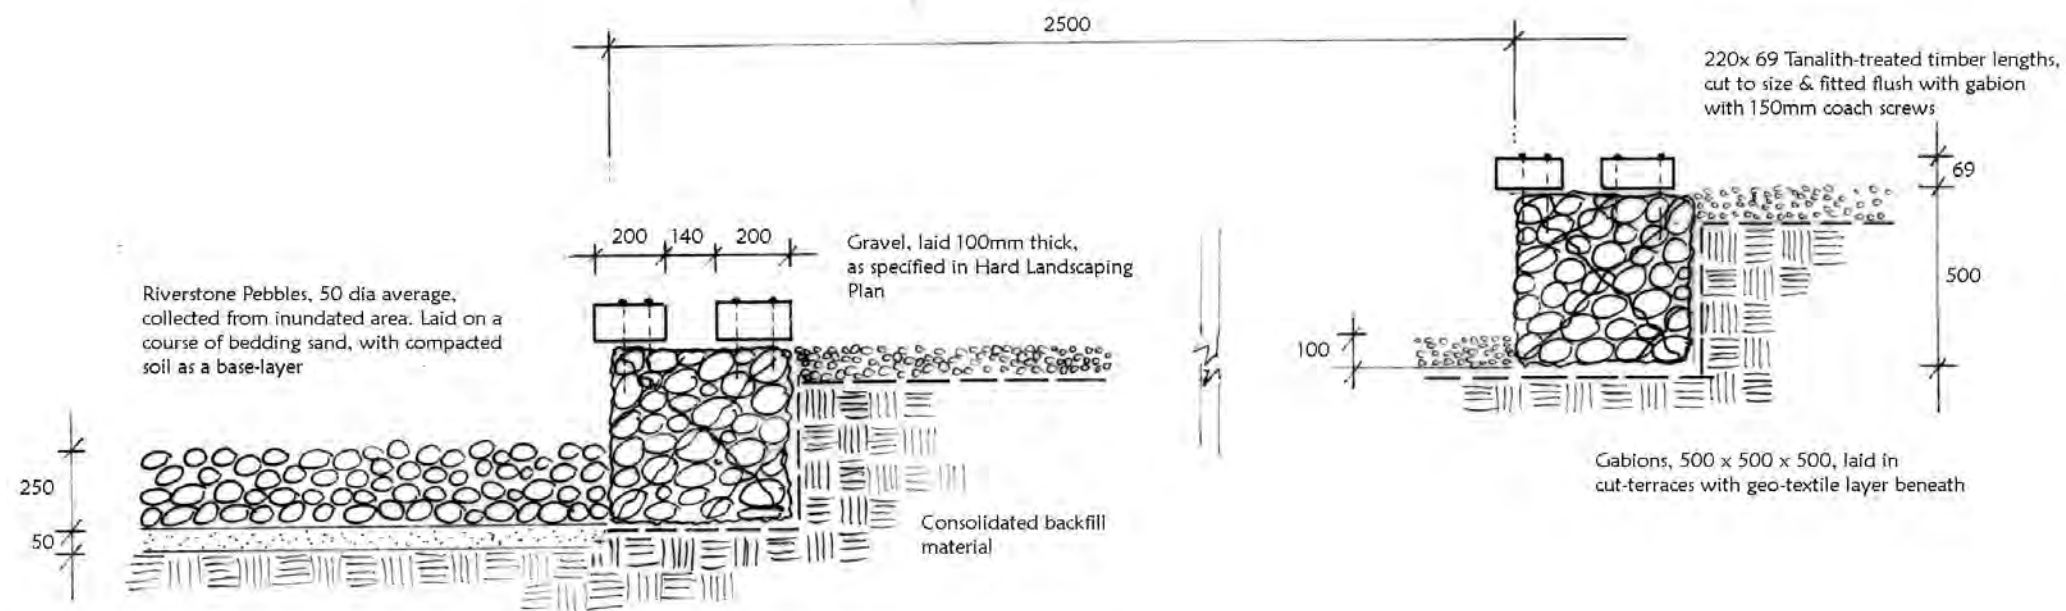 2500
220x 69 Tanalith-treated timber lengths,
cut to size & fitted flush with gabion
with 150mm coach screws
69
500
100
200 140 200
Gravel, laid 100mm thick,
as specified in Hard Landscaping
Plan
Riverstone Pebbles, 50 dia average,
collected from inundated area. Laid on a
course of bedding sand, with compacted
soil as a base-layer
250
50
Consolidated backfill
material
Gabions, 500 x 500 x 500, laid in
cut-terraces with geo-textile layer beneath